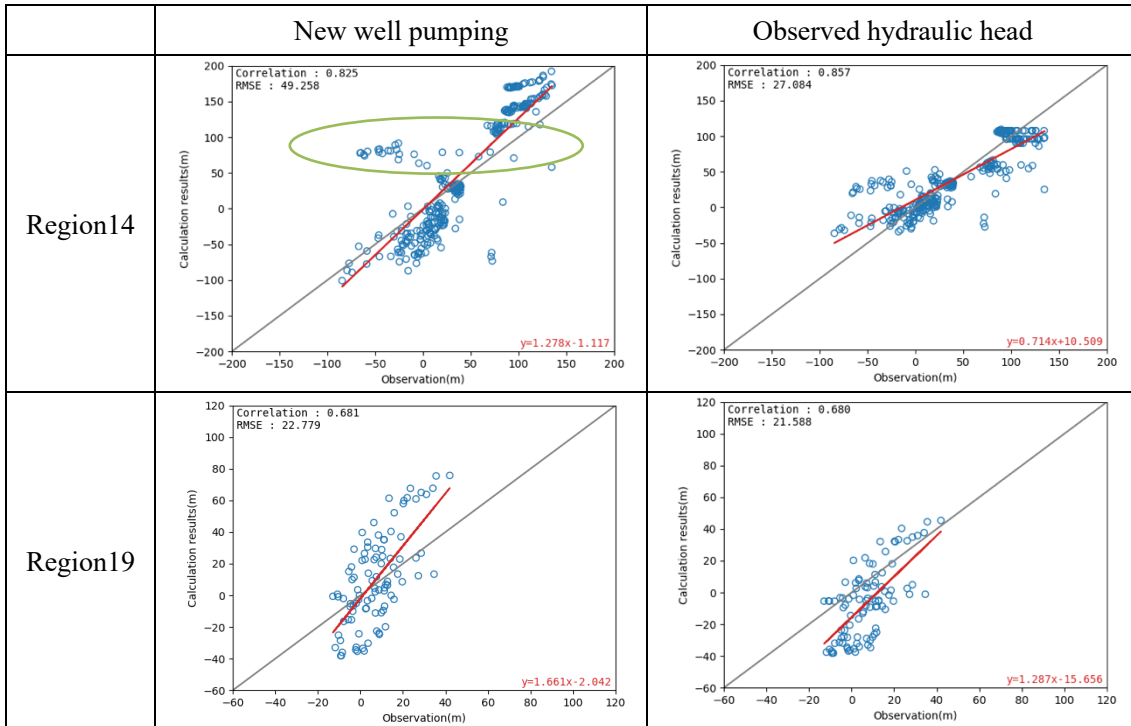 New well pumping
Observed hydraulic head
Region14
Correlation : 0.825
RMSE : 49.258
200
150
100
50
0
−50
−100
−150
−200
Calculation results(m)
y=1.278x-1.117
−200 −150 −100 −50 0 50 100 150 200
Observation(m)
Correlation : 0.857
RMSE : 27.084
200
150
100
50
0
−50
−100
−150
−200
Calculation results(m)
y=0.714x+10.509
−200 −150 −100 −50 0 50 100 150 200
Observation(m)
Region19
Correlation : 0.681
RMSE : 22.779
120
100
80
60
40
20
0
−20
−40
−60
Calculation results(m)
y=1.661x-2.042
−60 −40 −20 0 20 40 60 80 100 120
Observation(m)
Correlation : 0.680
RMSE : 21.588
120
100
80
60
40
20
0
−20
−40
−60
Calculation results(m)
y=1.287x-15.656
−60 −40 −20 0 20 40 60 80 100 120
Observation(m)